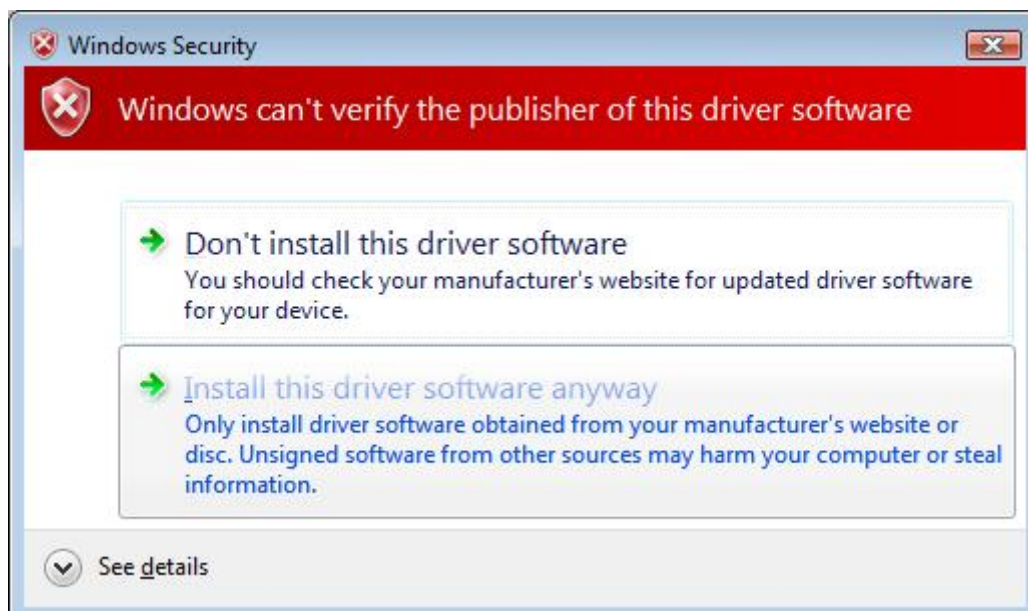 Windows Security
Windows can't verify the publisher of this driver software
Don't install this driver software
You should check your manufacturer's website for updated driver software
for your device.
Install this driver software anyway
Only install driver software obtained from your manufacturer's website or
disc. Unsigned software from other sources may harm your computer or steal
information.
See details